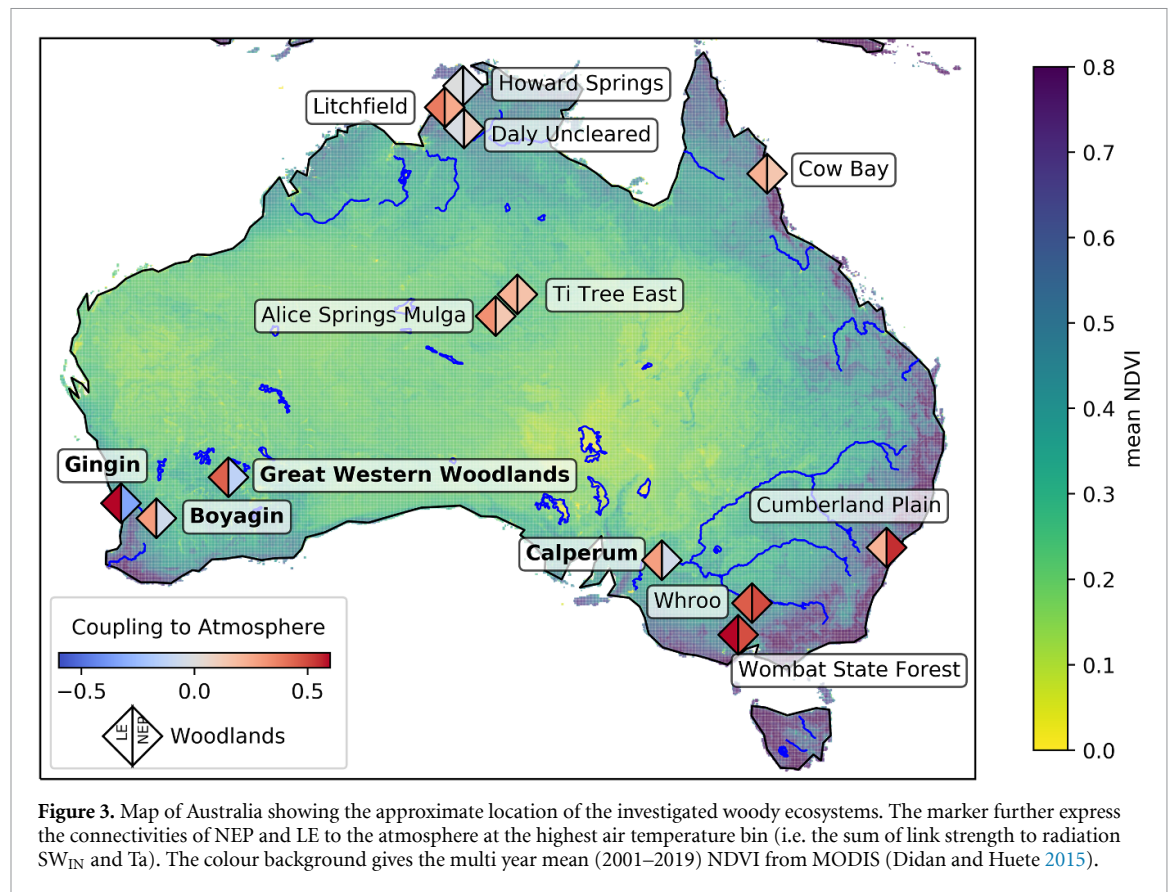 Howard Springs
Litchfield
Daly Uncleared
Cow Bay
Ti Tree East
Alice Springs Mulga
Gingin
Great Western Woodlands
Boyagin
Cumberland Plain
Calperum
Whroo
Wombat State Forest
Coupling to Atmosphere
−0.5 0.0 0.5
LE NEP Woodlands
0.8
0.7
0.6
0.5
0.4
0.3
0.2
0.1
0.0
mean NDVI
Figure 3. Map of Australia showing the approximate location of the investigated woody ecosystems. The marker further express
the connectivities of NEP and LE to the atmosphere at the highest air temperature bin (i.e. the sum of link strength to radiation
SWIN and Ta). The colour background gives the multi year mean (2001–2019) NDVI from MODIS (Didan and Huete 2015).